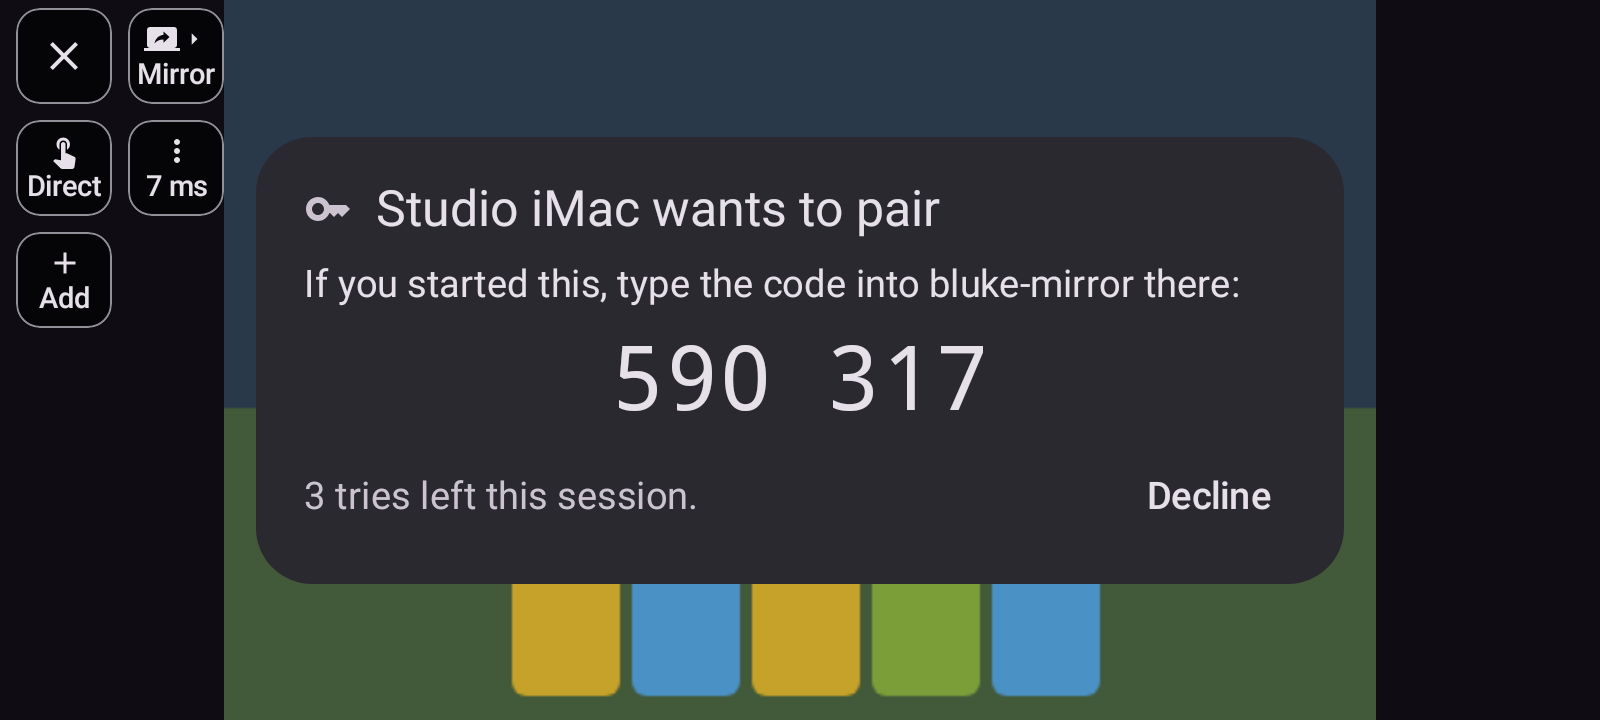 Mirror
Direct
7 ms
Add
Studio iMac wants to pair
If you started this, type the code into bluke-mirror there:
590 317
3 tries left this session.
Decline